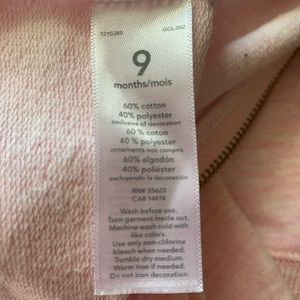 121G365 GCL-002
9
months/mois
60% cotton
40% polyester
exclusive of decoration
60 % coton
40 % polyester
ornements non compris
60% algodón
40% poliéster
excluyendo la decoración
RN# 35623
CA# 14974
Wash before use.
Turn garment inside out.
Machine wash cold with
like colors.
Use only non-chlorine
bleach when needed.
Tumble dry medium.
Warm iron if needed.
Do not iron decoration.